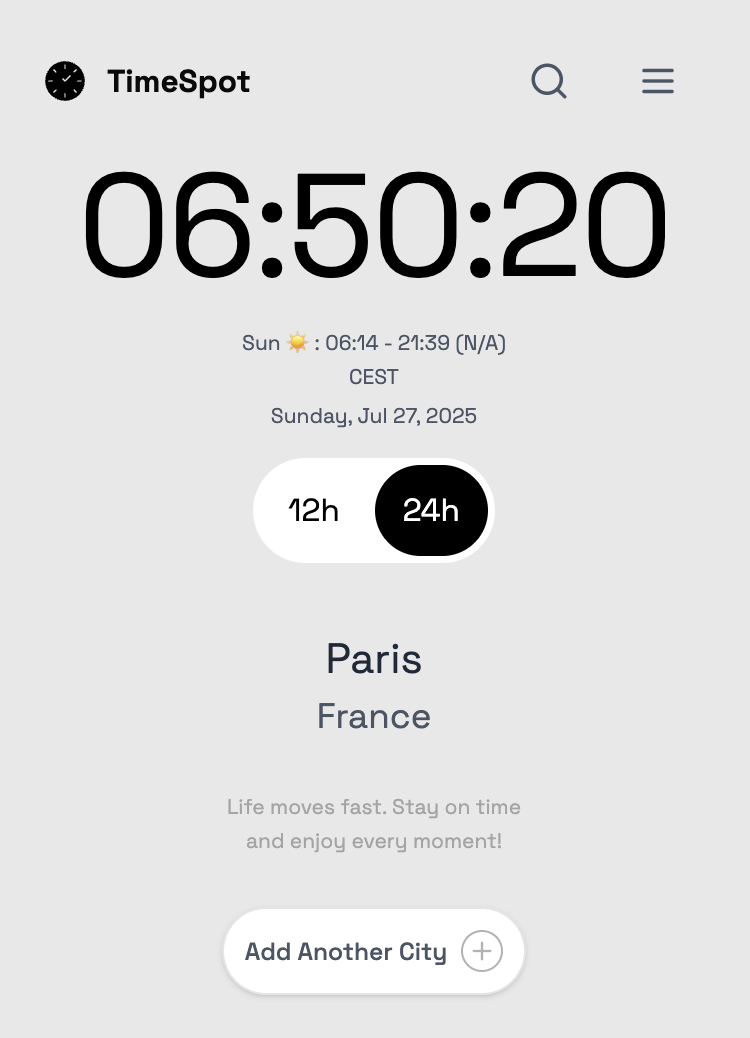 TimeSpot
06:50:20
Sun ☀️ : 06:14 - 21:39 (N/A)
CEST
Sunday, Jul 27, 2025
12h 24h
Paris
France
Life moves fast. Stay on time
and enjoy every moment!
Add Another City